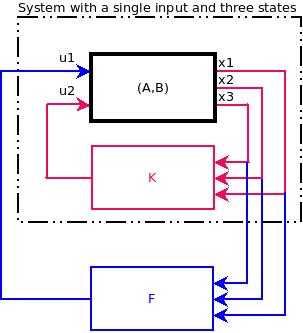 System with a single input and three states
u1
x1
(A,B)
x2
u2
x3
K
F